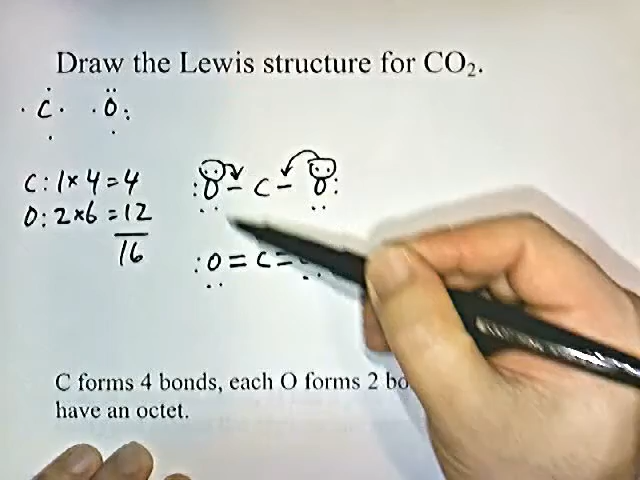 Draw the Lewis structure for CO₂.
· C · · O :
C: 1 × 4 = 4
O: 2 × 6 = 12
16
: O – C – O :
: O = C =
C forms 4 bonds, each O forms 2
have an octet.